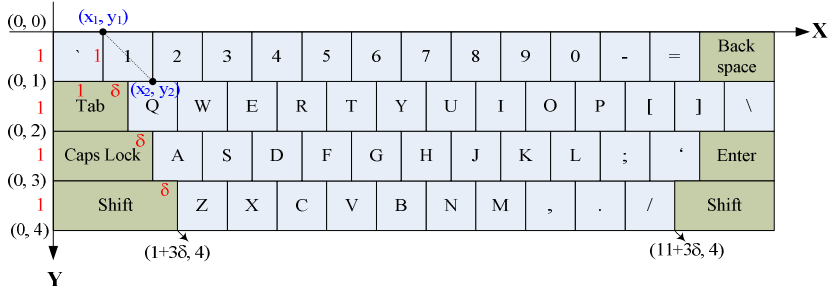 (x₁, y₁)
(0, 0) X
1 ` 1 1 2 3 4 5 6 7 8 9 0 - = Back space
(0, 1) 1 δ (x₂, y₂)
1 Tab Q W E R T Y U I O P [ ] \
(0, 2) δ
1 Caps Lock A S D F G H J K L ; ‘ Enter
(0, 3) δ
1 Shift Z X C V B N M , . / Shift
(0, 4)
(1+3δ, 4) (11+3δ, 4)
Y